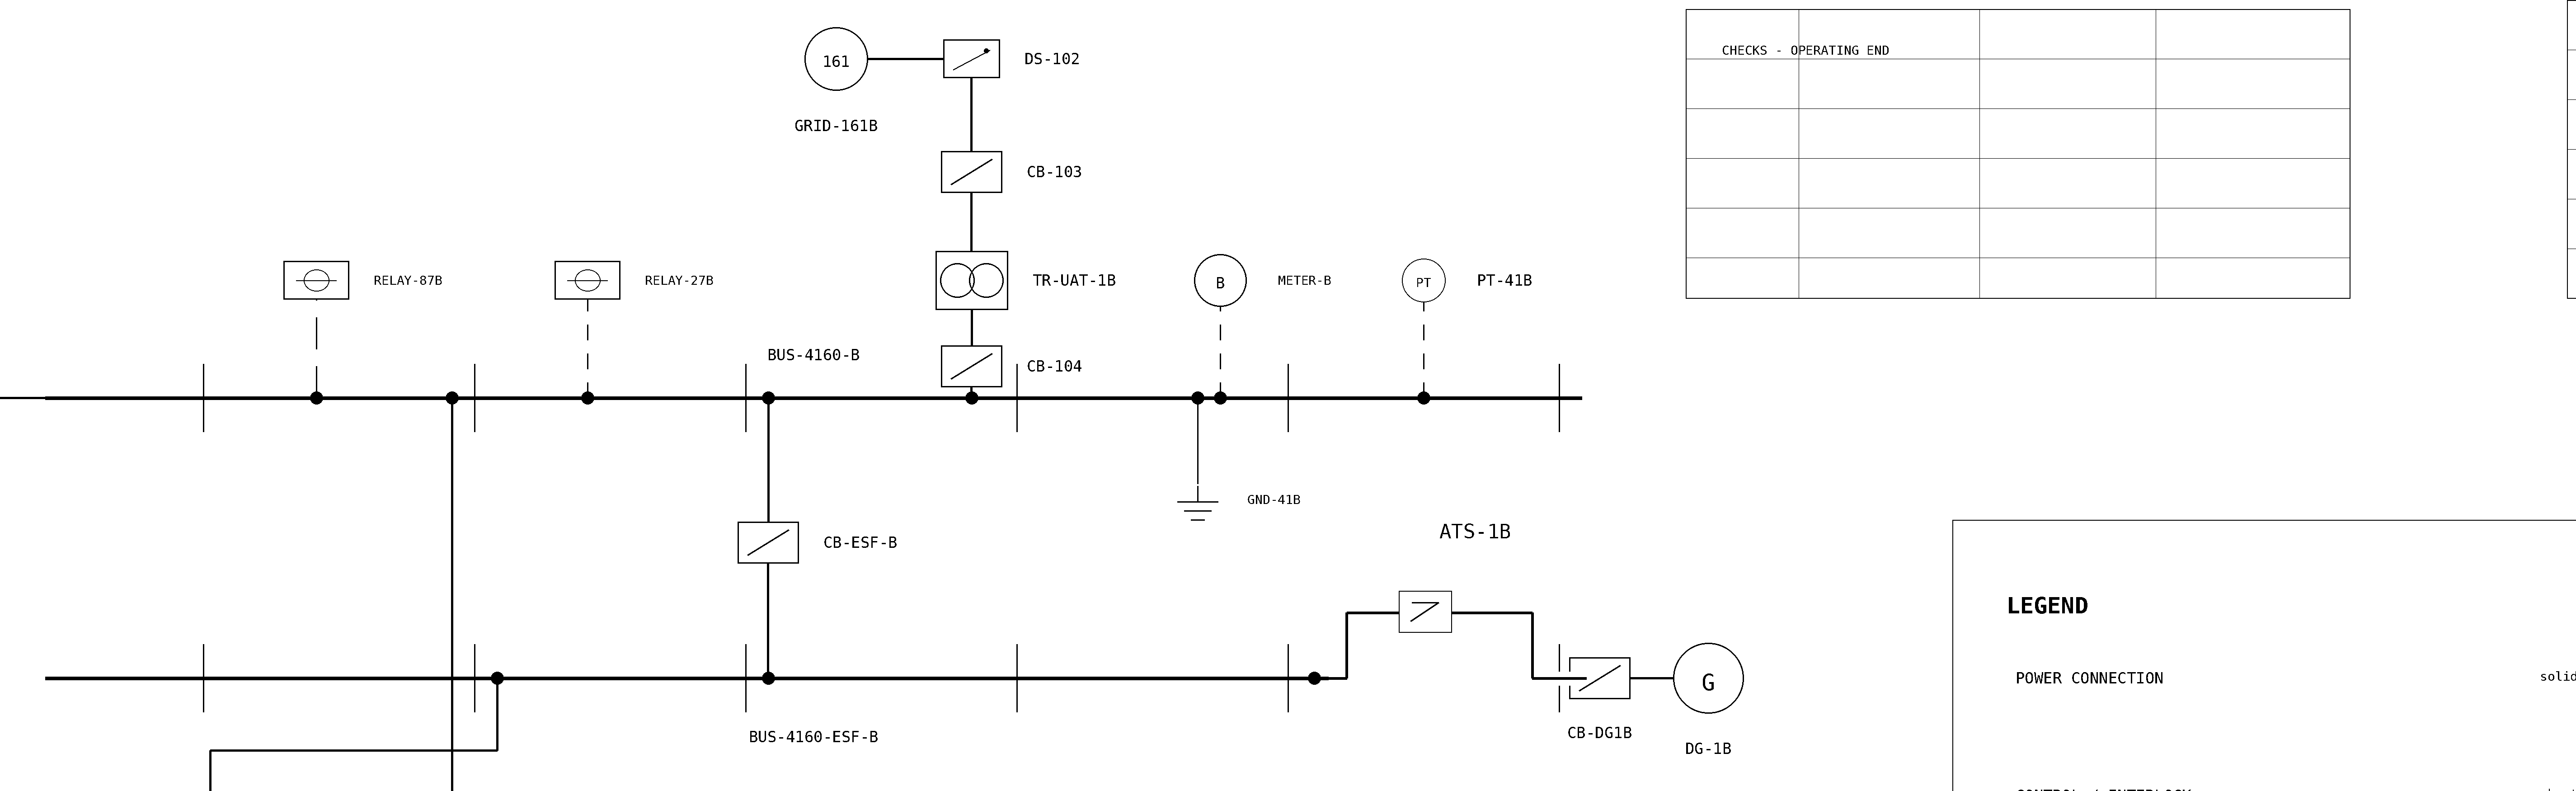 161
DS-102
CHECKS - OPERATING END
GRID-161B
CB-103
RELAY-87B
RELAY-27B
TR-UAT-1B
B
METER-B
PT
PT-41B
BUS-4160-B
CB-104
GND-41B
ATS-1B
CB-ESF-B
LEGEND
POWER CONNECTION
solid
G
CB-DG1B
BUS-4160-ESF-B
DG-1B